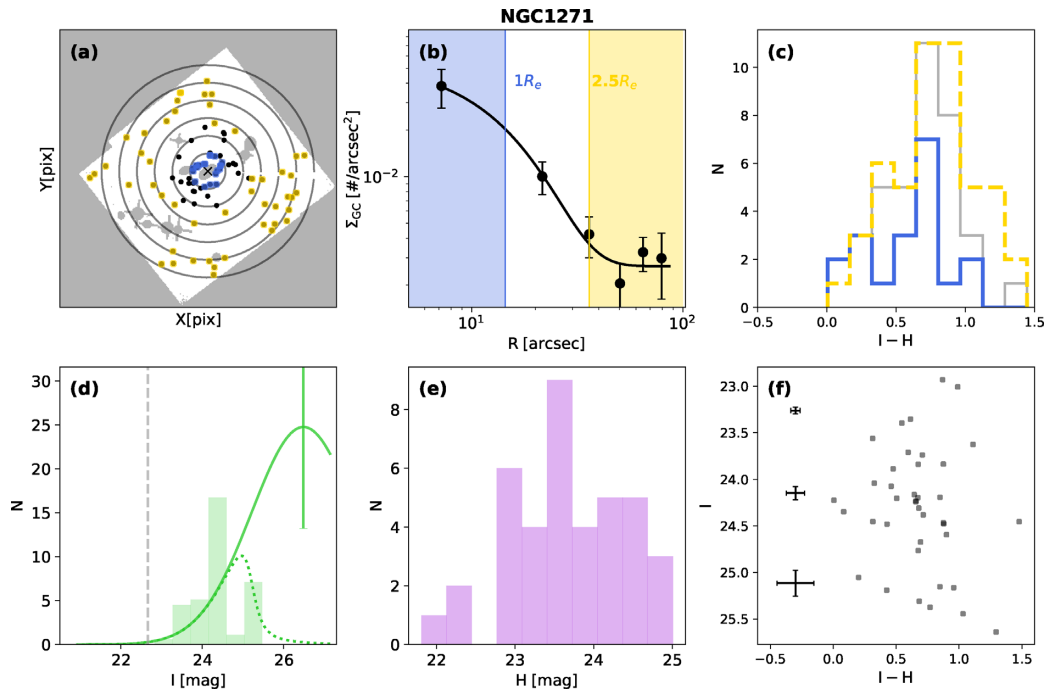 NGC1271
(a)
Y[pix]
X[pix]
(b)
1Rₑ
2.5Rₑ
Σ_GC [#/arcsec²]
10⁻²
10¹
10²
R [arcsec]
(c)
N
10
8
6
4
2
0
−0.5
0.0
0.5
1.0
1.5
I − H
(d)
N
30
25
20
15
10
5
0
22
24
26
I [mag]
(e)
N
8
6
4
2
0
22
23
24
25
H [mag]
(f)
I
23.0
23.5
24.0
24.5
25.0
25.5
−0.5
0.0
0.5
1.0
1.5
I − H